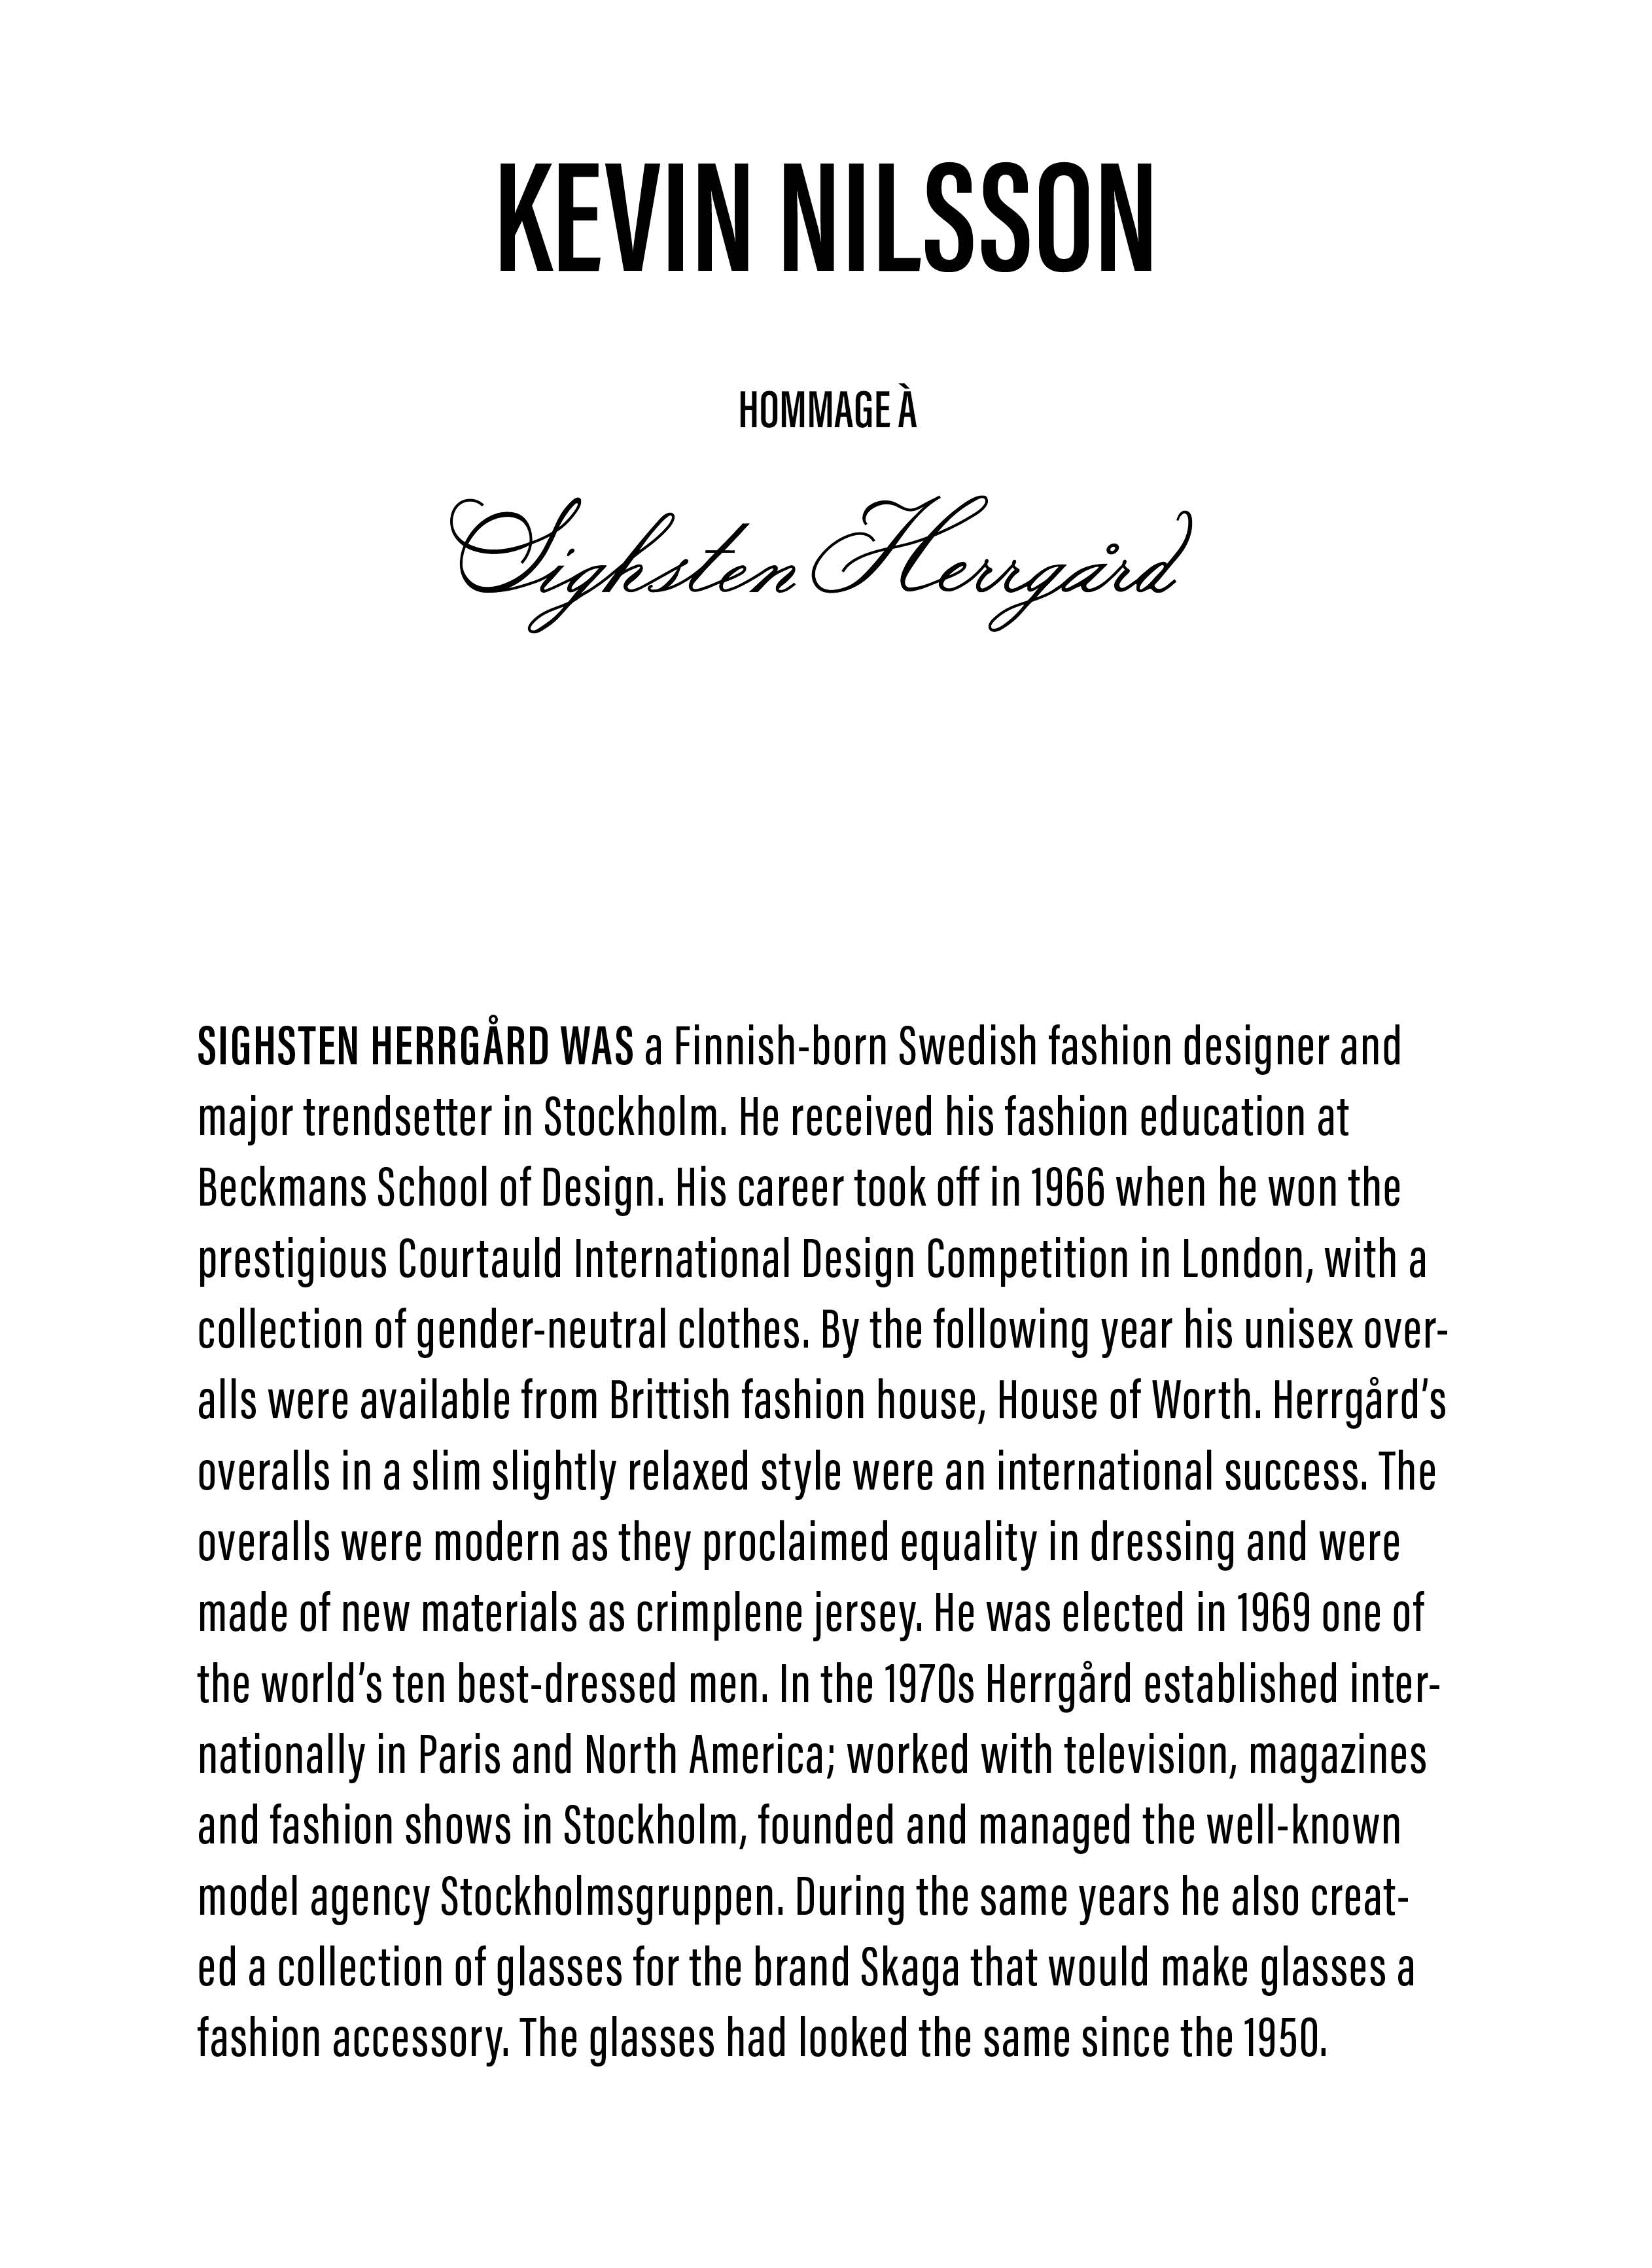 KEVIN NILSSON
HOMMAGE À
Sighsten Herrgård
SIGHSTEN HERRGÅRD WAS a Finnish-born Swedish fashion designer and
major trendsetter in Stockholm. He received his fashion education at
Beckmans School of Design. His career took off in 1966 when he won the
prestigious Courtauld International Design Competition in London, with a
collection of gender-neutral clothes. By the following year his unisex over-
alls were available from Brittish fashion house, House of Worth. Herrgård’s
overalls in a slim slightly relaxed style were an international success. The
overalls were modern as they proclaimed equality in dressing and were
made of new materials as crimplene jersey. He was elected in 1969 one of
the world’s ten best-dressed men. In the 1970s Herrgård established inter-
nationally in Paris and North America; worked with television, magazines
and fashion shows in Stockholm, founded and managed the well-known
model agency Stockholmsgruppen. During the same years he also creat-
ed a collection of glasses for the brand Skaga that would make glasses a
fashion accessory. The glasses had looked the same since the 1950.